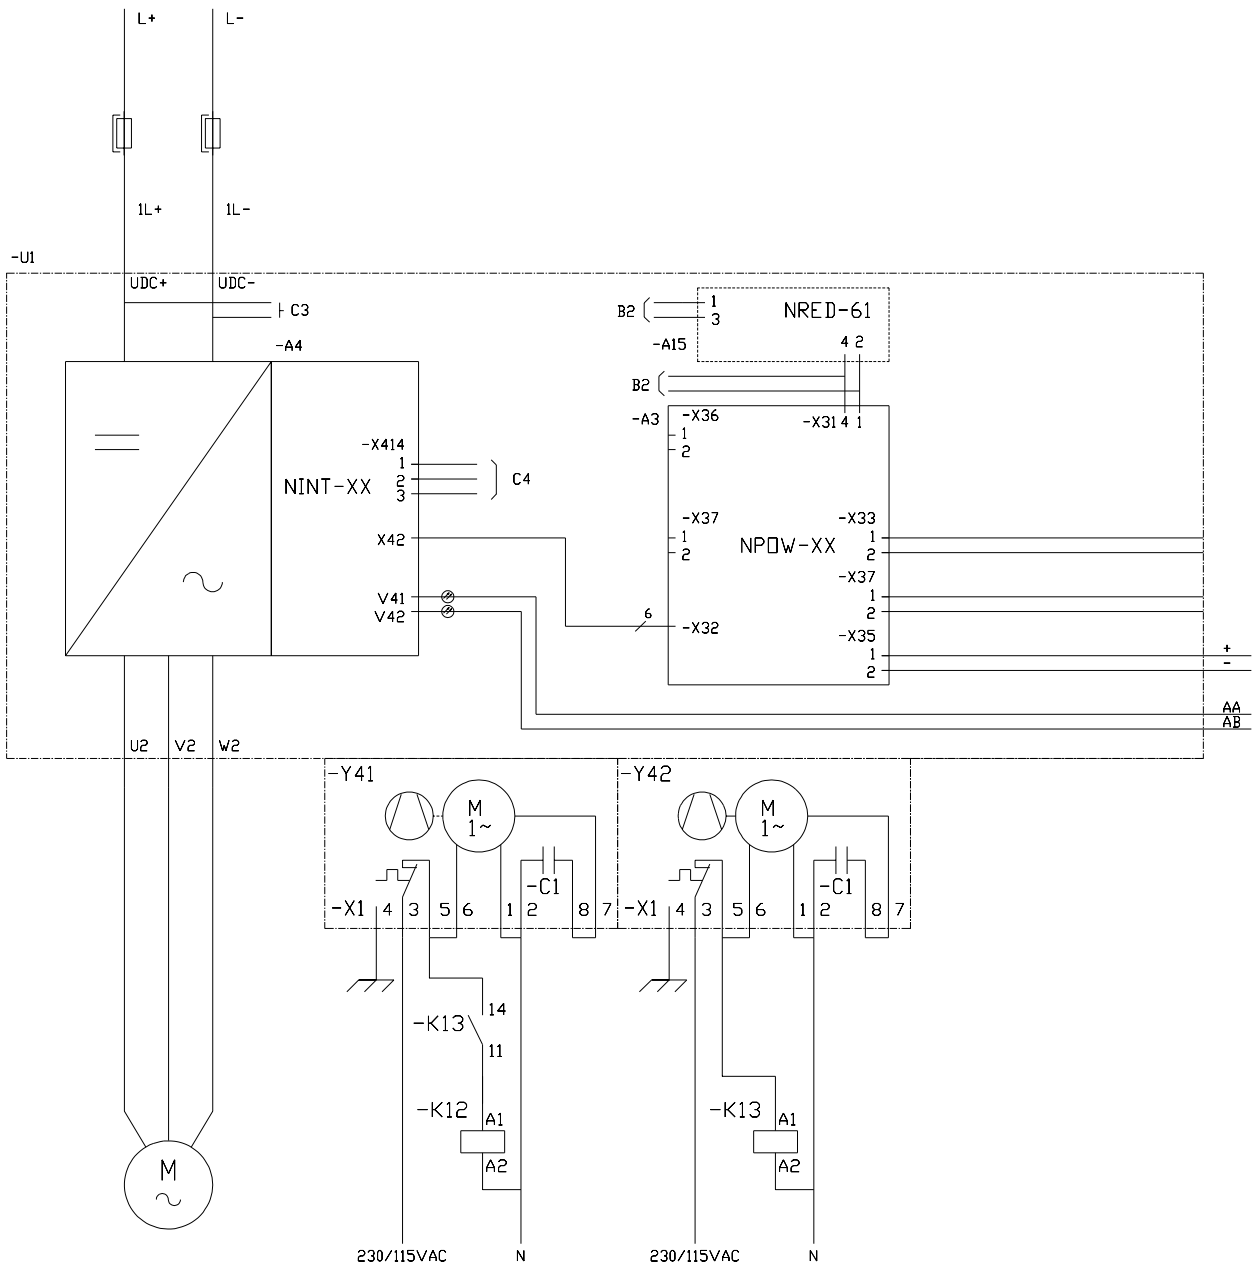 L+ L-
1L+ 1L-
-U1
UDC+ UDC-
C3
B2 1 NRED-61
3
-A4
-A15 4 2
B2
-A3 -X36 -X31 4 1
1
2
-X414
1
2 C4
3
NINT-XX
-X37 -X33
1 NPOW-XX 1
2 2
X42
-X37
V41 1
V42 6 2
-X32 -X35
1 +
2 -
AA
AB
U2 V2 W2
-Y41 -Y42
M M
1~ 1~
-C1 -C1
-X1 4 3 5 6 1 2 8 7 -X1 4 3 5 6 1 2 8 7
14
-K13
11
-K12 -K13
A1 A1
A2 A2
M
230/115VAC N 230/115VAC N